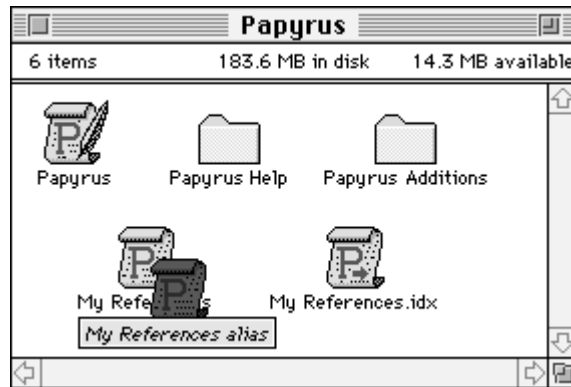 Papyrus
6 items 183.6 MB in disk 14.3 MB available
Papyrus Papyrus Help Papyrus Additions
My References My References.idx
My References alias